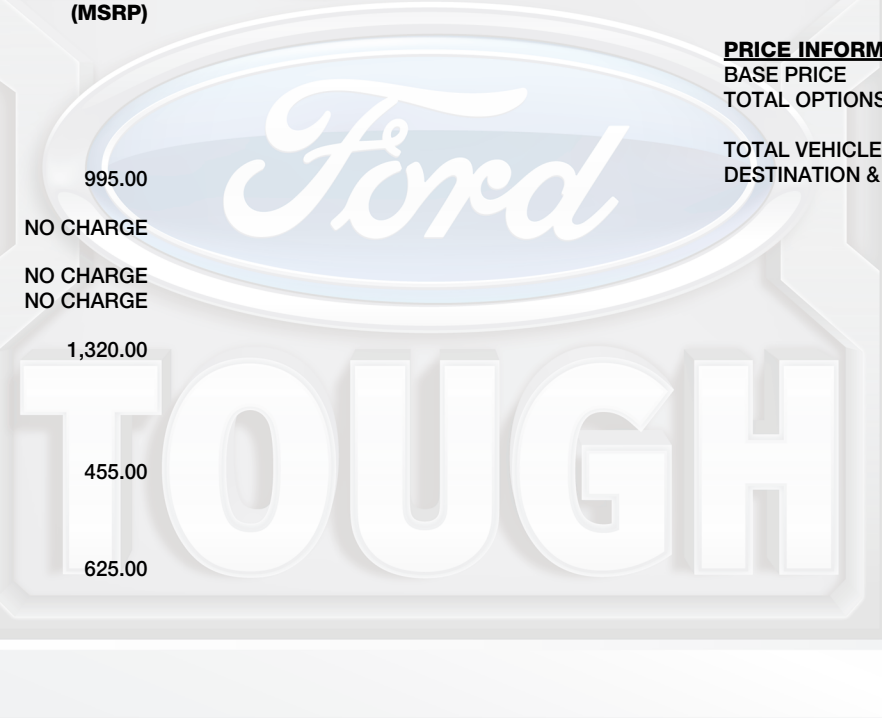 (MSRP)
995.00
NO CHARGE
NO CHARGE
NO CHARGE
1,320.00
455.00
625.00
PRICE INFORM
BASE PRICE
TOTAL OPTIONS
TOTAL VEHICLE
DESTINATION &
Ford
TOUGH